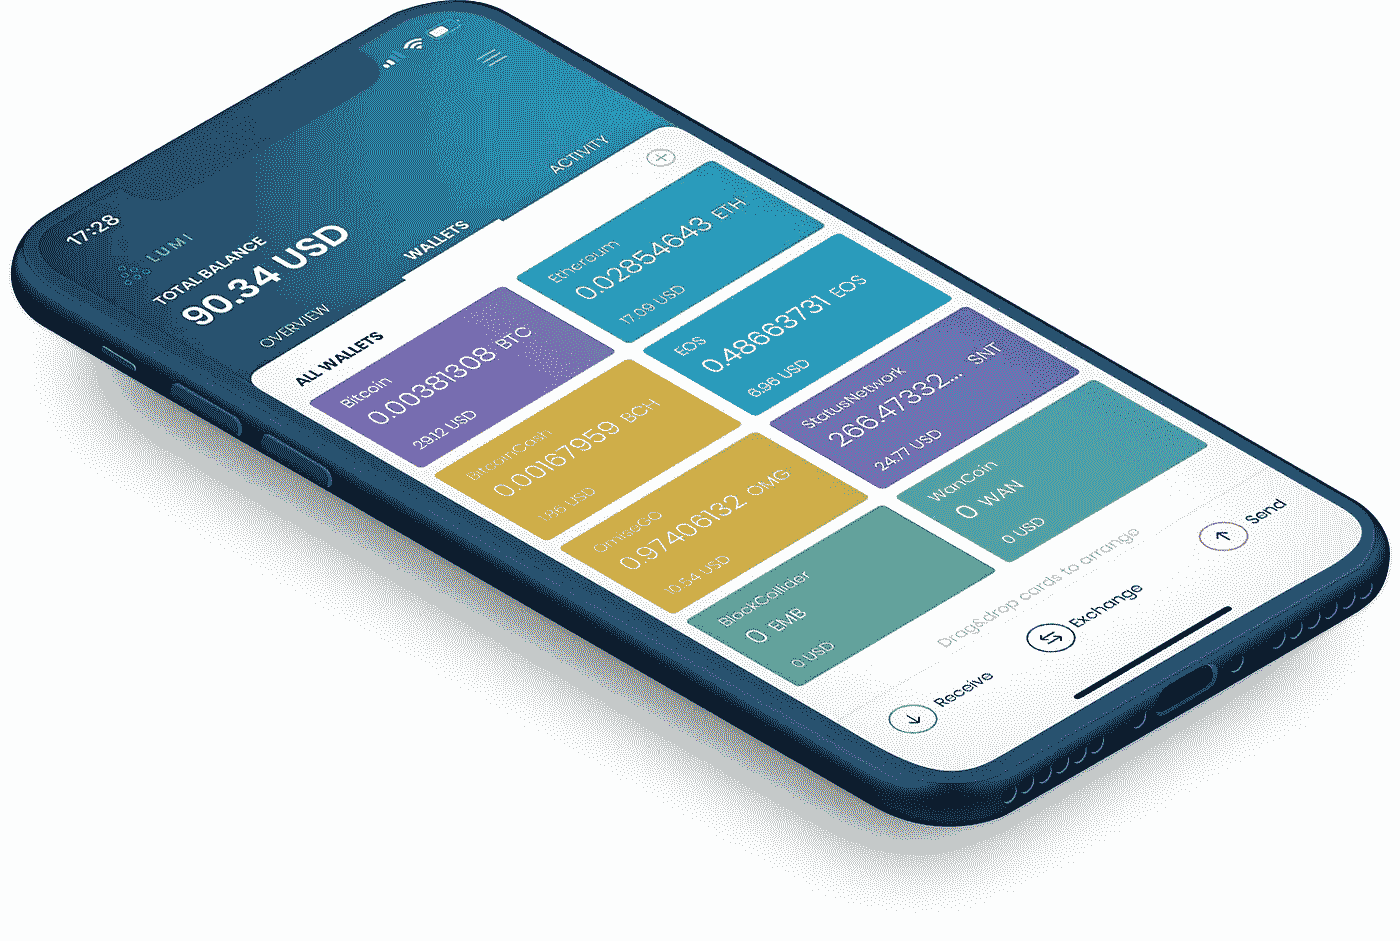 17:28
LUMI
TOTAL BALANCE
90.34 USD
OVERVIEW
WALLETS
ACTIVITY
ALL WALLETS
Bitcoin
0.00381308 BTC
29.12 USD
Ethereum
0.02854643 ETH
17.09 USD
BitcoinCash
0.00167959 BCH
1.86 USD
EOS
0.48663731 EOS
6.96 USD
OmiseGO
0.97406132 OMG
10.54 USD
StatusNetwork
266.47332... SNT
24.77 USD
BlockCollider
0 EMB
0 USD
WanCoin
0 WAN
0 USD
Drag&drop cards to arrange
Receive
Exchange
Send